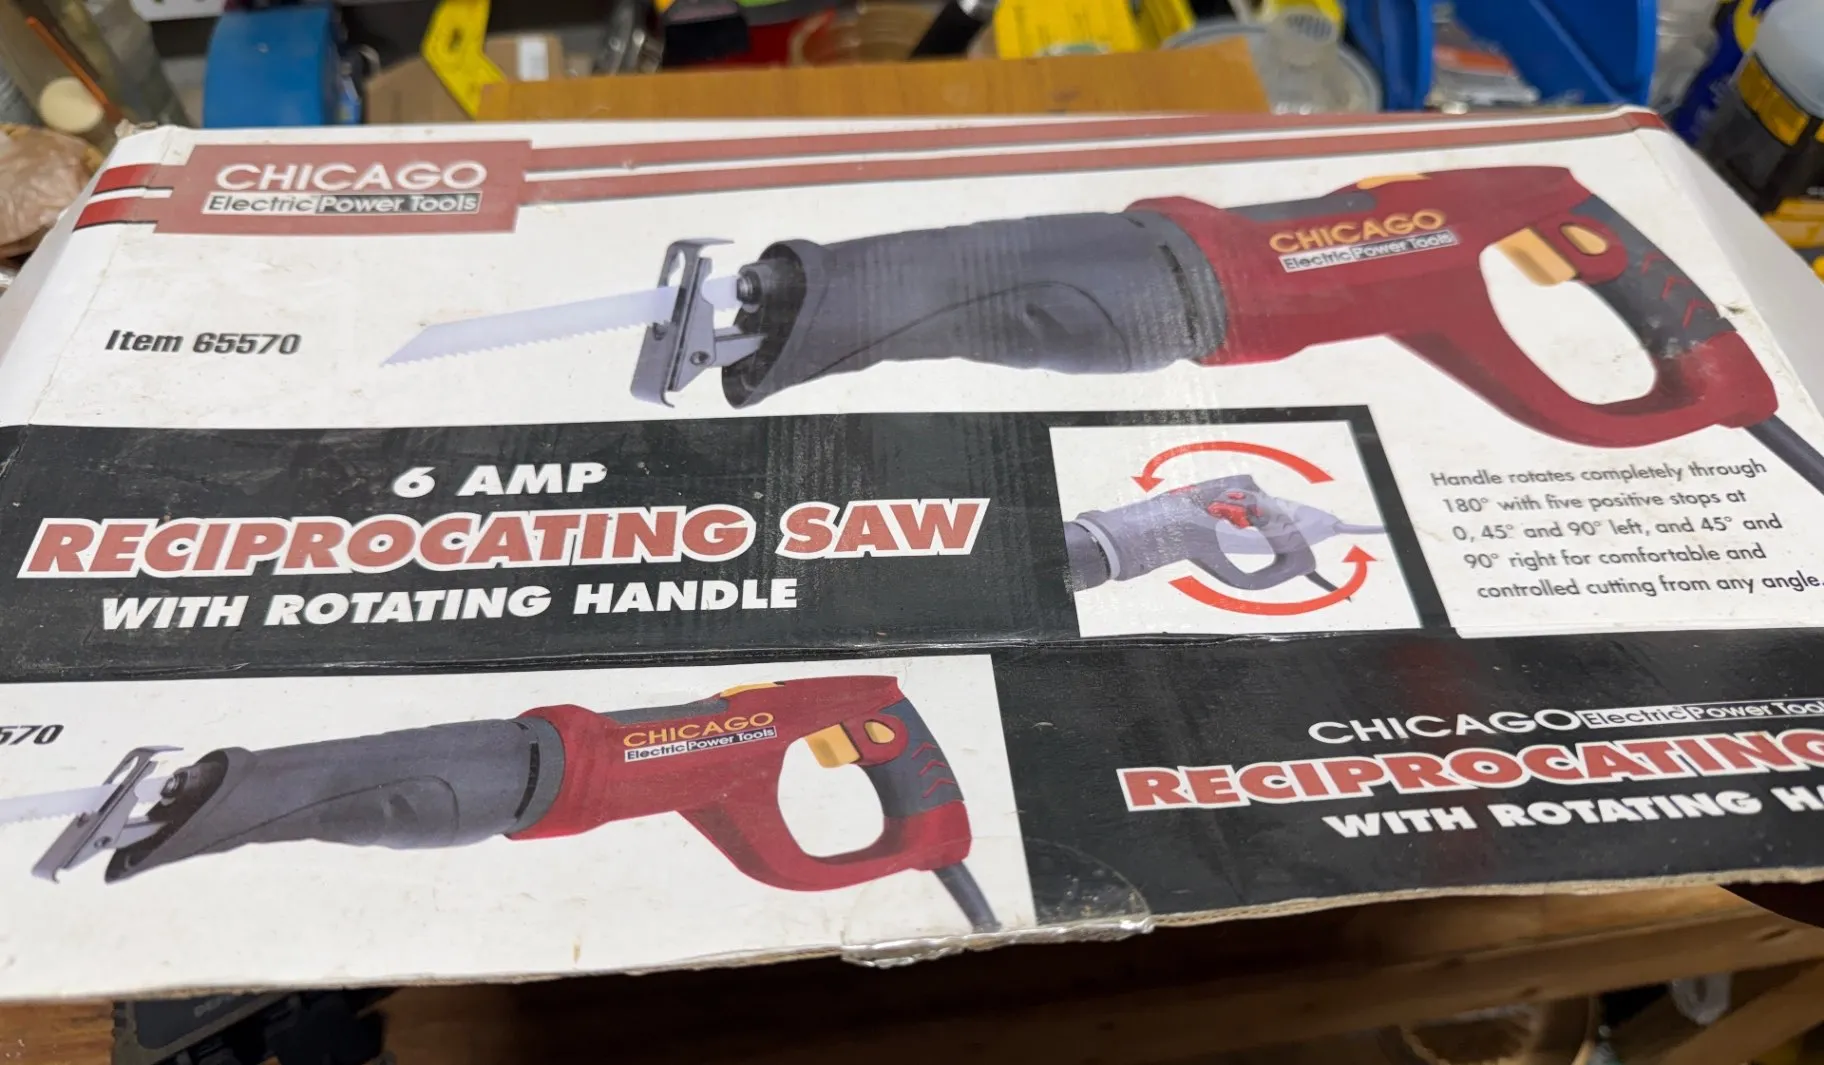 CHICAGO
Electric Power Tools
CHICAGO
Electric Power Tools
Item 65570
6 AMP
RECIPROCATING SAW
WITH ROTATING HANDLE
Handle rotates completely through
180° with five positive stops at
0, 45° and 90° left, and 45° and
90° right for comfortable and
controlled cutting from any angle.
570
CHICAGO
Electric Power Tools
CHICAGO Electric Power Tool
RECIPROCATING
WITH ROTATING HA